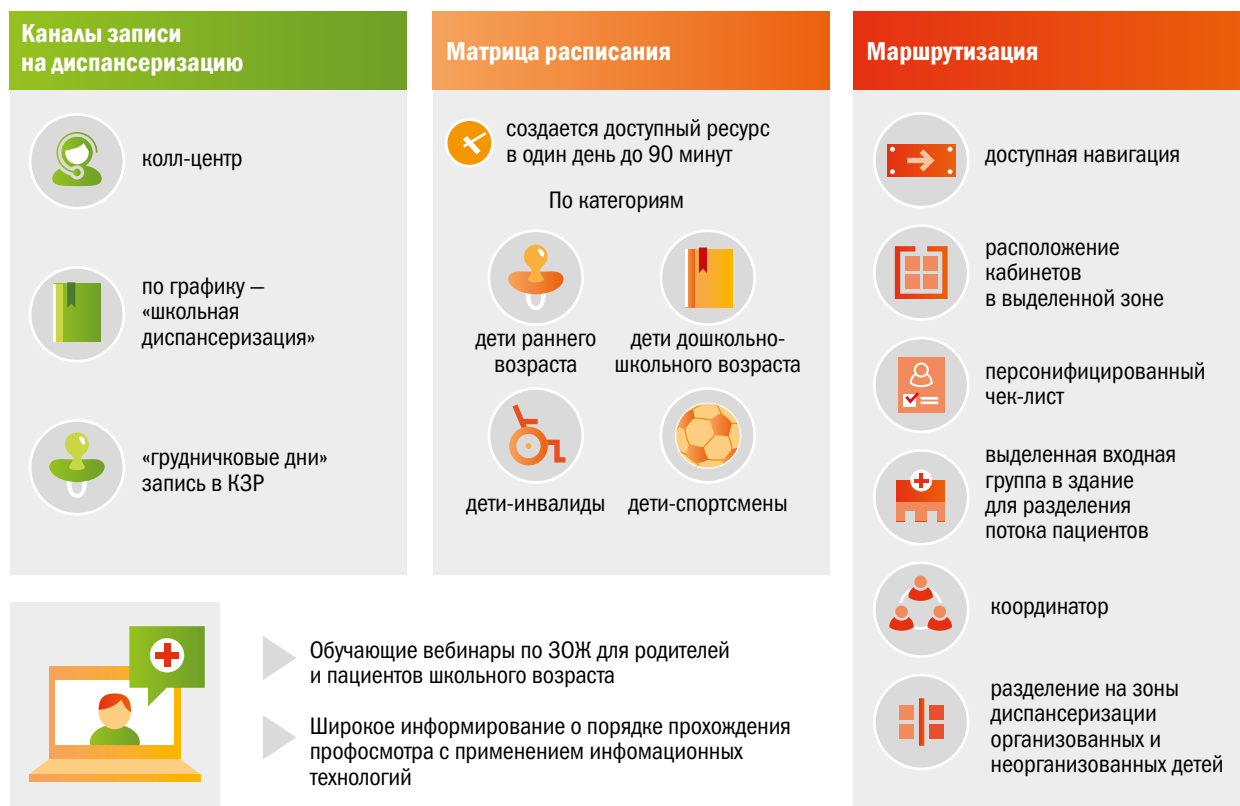 Каналы записи
на диспансеризацию
колл-центр
по графику —
«школьная
диспансеризация»
«грудничковые дни»
запись в КЗР
Матрица расписания
создается доступный ресурс
в один день до 90 минут
По категориям
дети раннего
возраста
дети дошкольно-
школьного возраста
дети-инвалиды
дети-спортсмены
Маршрутизация
доступная навигация
расположение
кабинетов
в выделенной зоне
персонифицированный
чек-лист
выделенная входная
группа в здание
для разделения
потока пациентов
координатор
разделение на зоны
диспансеризации
организованных и
неорганизованных детей
Обучающие вебинары по ЗОЖ для родителей
и пациентов школьного возраста
Широкое информирование о порядке прохождения
профосмотра с применением инфомационных
технологий